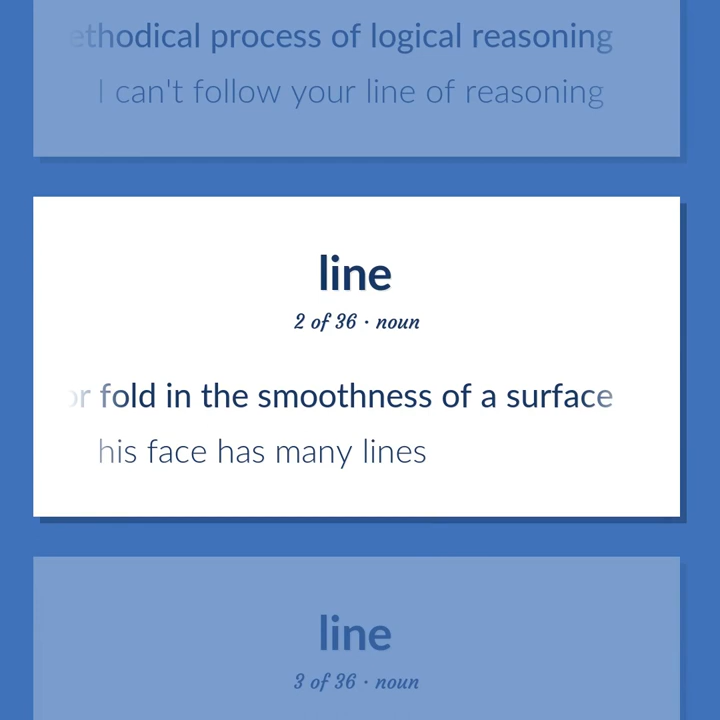 ethodical process of logical reasoning
I can't follow your line of reasoning
line
2 of 36 · noun
or fold in the smoothness of a surface
his face has many lines
line
3 of 36 · noun